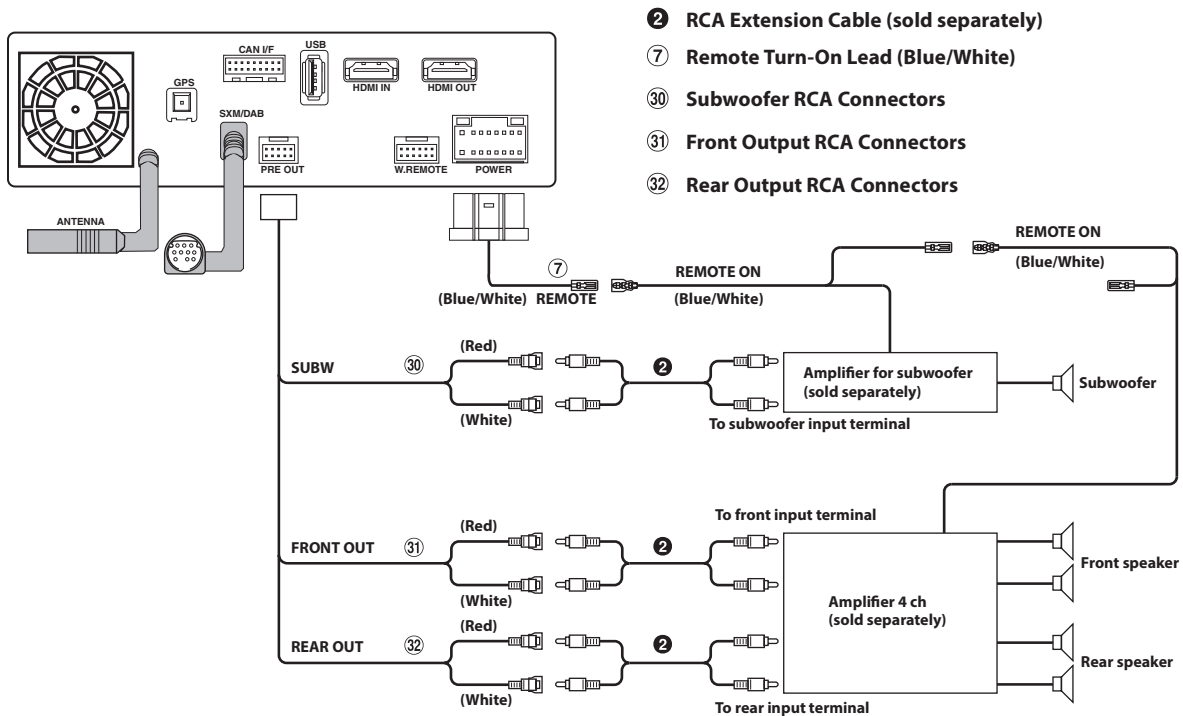 ❷ RCA Extension Cable (sold separately)
⑦ Remote Turn-On Lead (Blue/White)
㉚ Subwoofer RCA Connectors
㉛ Front Output RCA Connectors
㉜ Rear Output RCA Connectors
USB
CAN I/F
GPS
HDMI IN
HDMI OUT
SXM/DAB
PRE OUT
W.REMOTE
POWER
ANTENNA
REMOTE ON
(Blue/White)
⑦
REMOTE ON
(Blue/White) REMOTE
(Blue/White)
(Red)
SUBW
㉚
❷
(White)
Amplifier for subwoofer
(sold separately)
Subwoofer
To subwoofer input terminal
To front input terminal
(Red)
FRONT OUT
㉛
❷
(White)
Front speaker
Amplifier 4 ch
(sold separately)
(Red)
REAR OUT
㉜
❷
(White)
Rear speaker
To rear input terminal